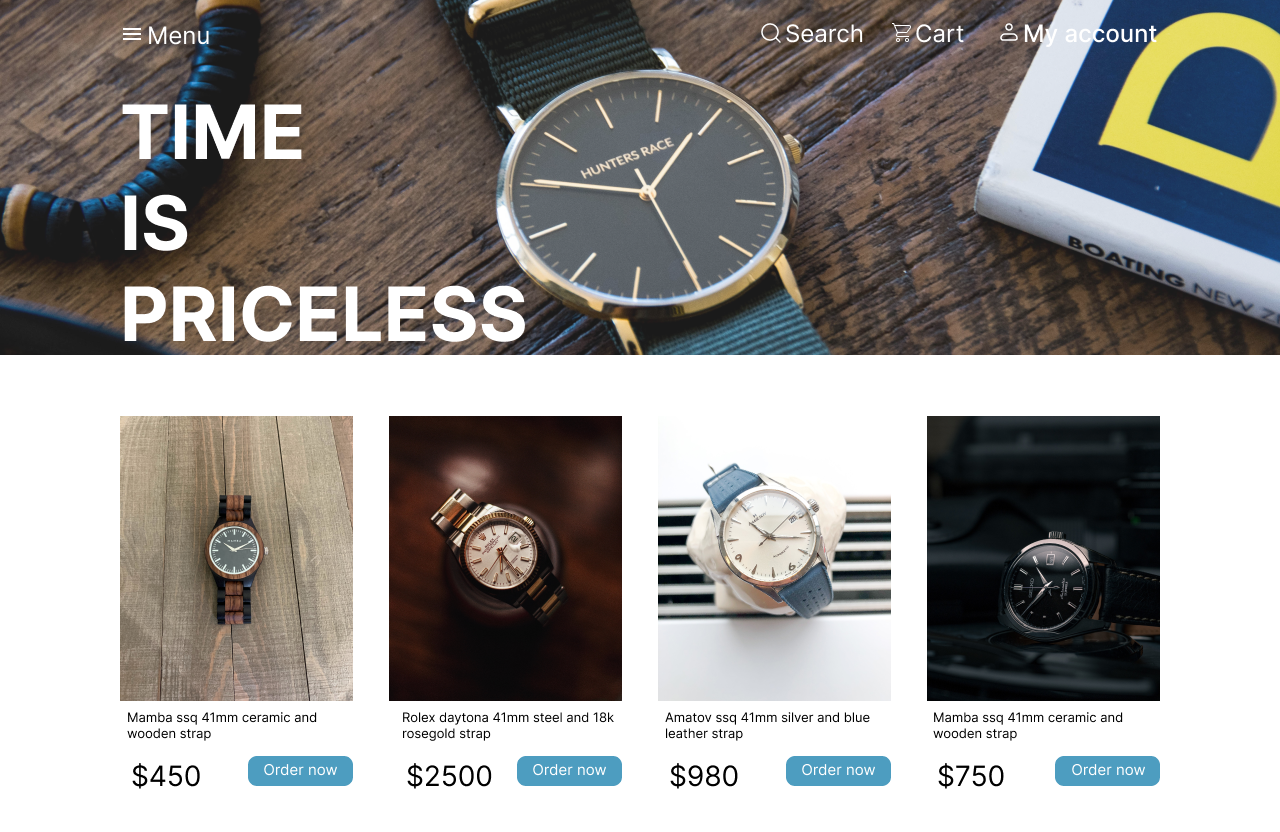 Menu
Search
Cart
My account
TIME
IS
PRICELESS
HUNTERS RACE
BOATING NEW Z
Mamba ssq 41mm ceramic and
wooden strap
$450
Order now
Rolex daytona 41mm steel and 18k
rosegold strap
$2500
Order now
Amatov ssq 41mm silver and blue
leather strap
$980
Order now
Mamba ssq 41mm ceramic and
wooden strap
$750
Order now